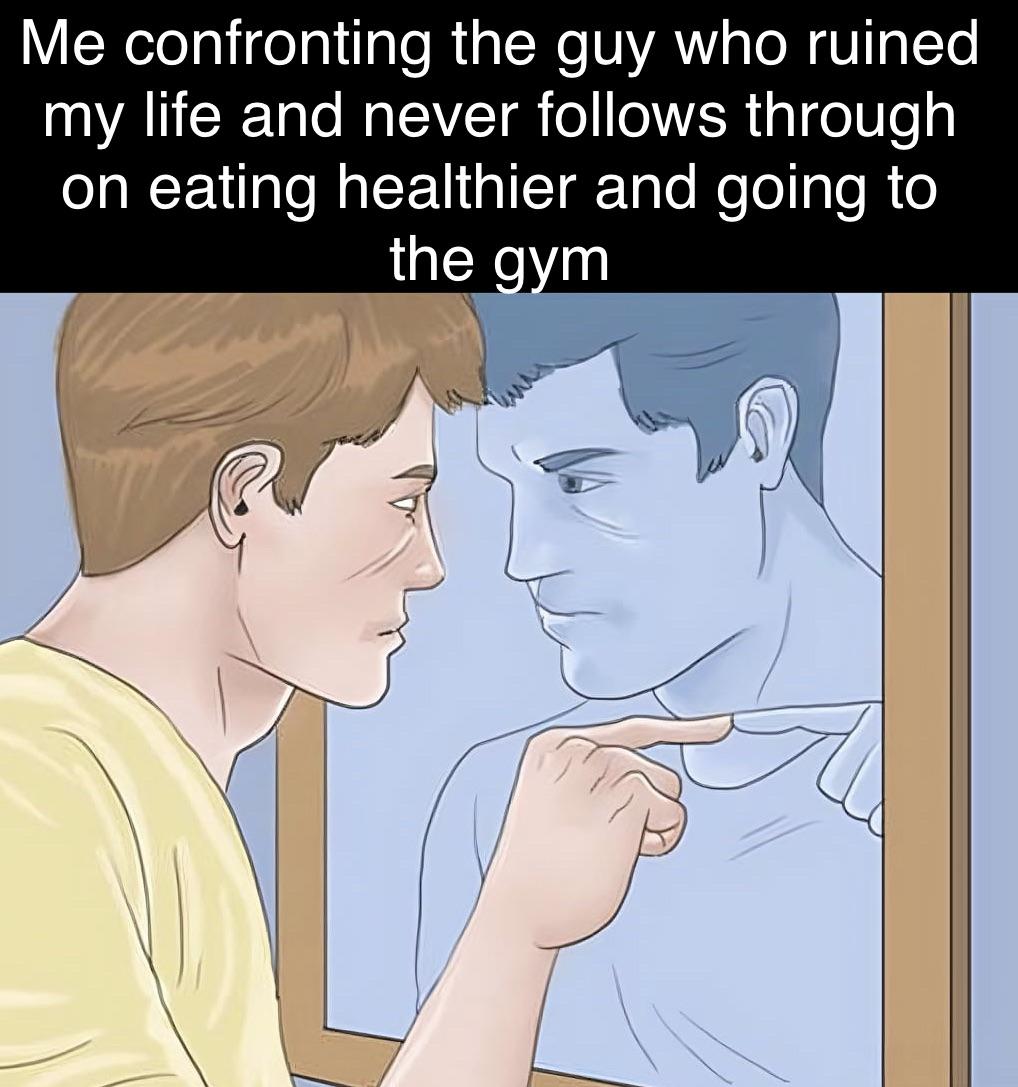 Me confronting the guy who ruined
my life and never follows through
on eating healthier and going to
the gym